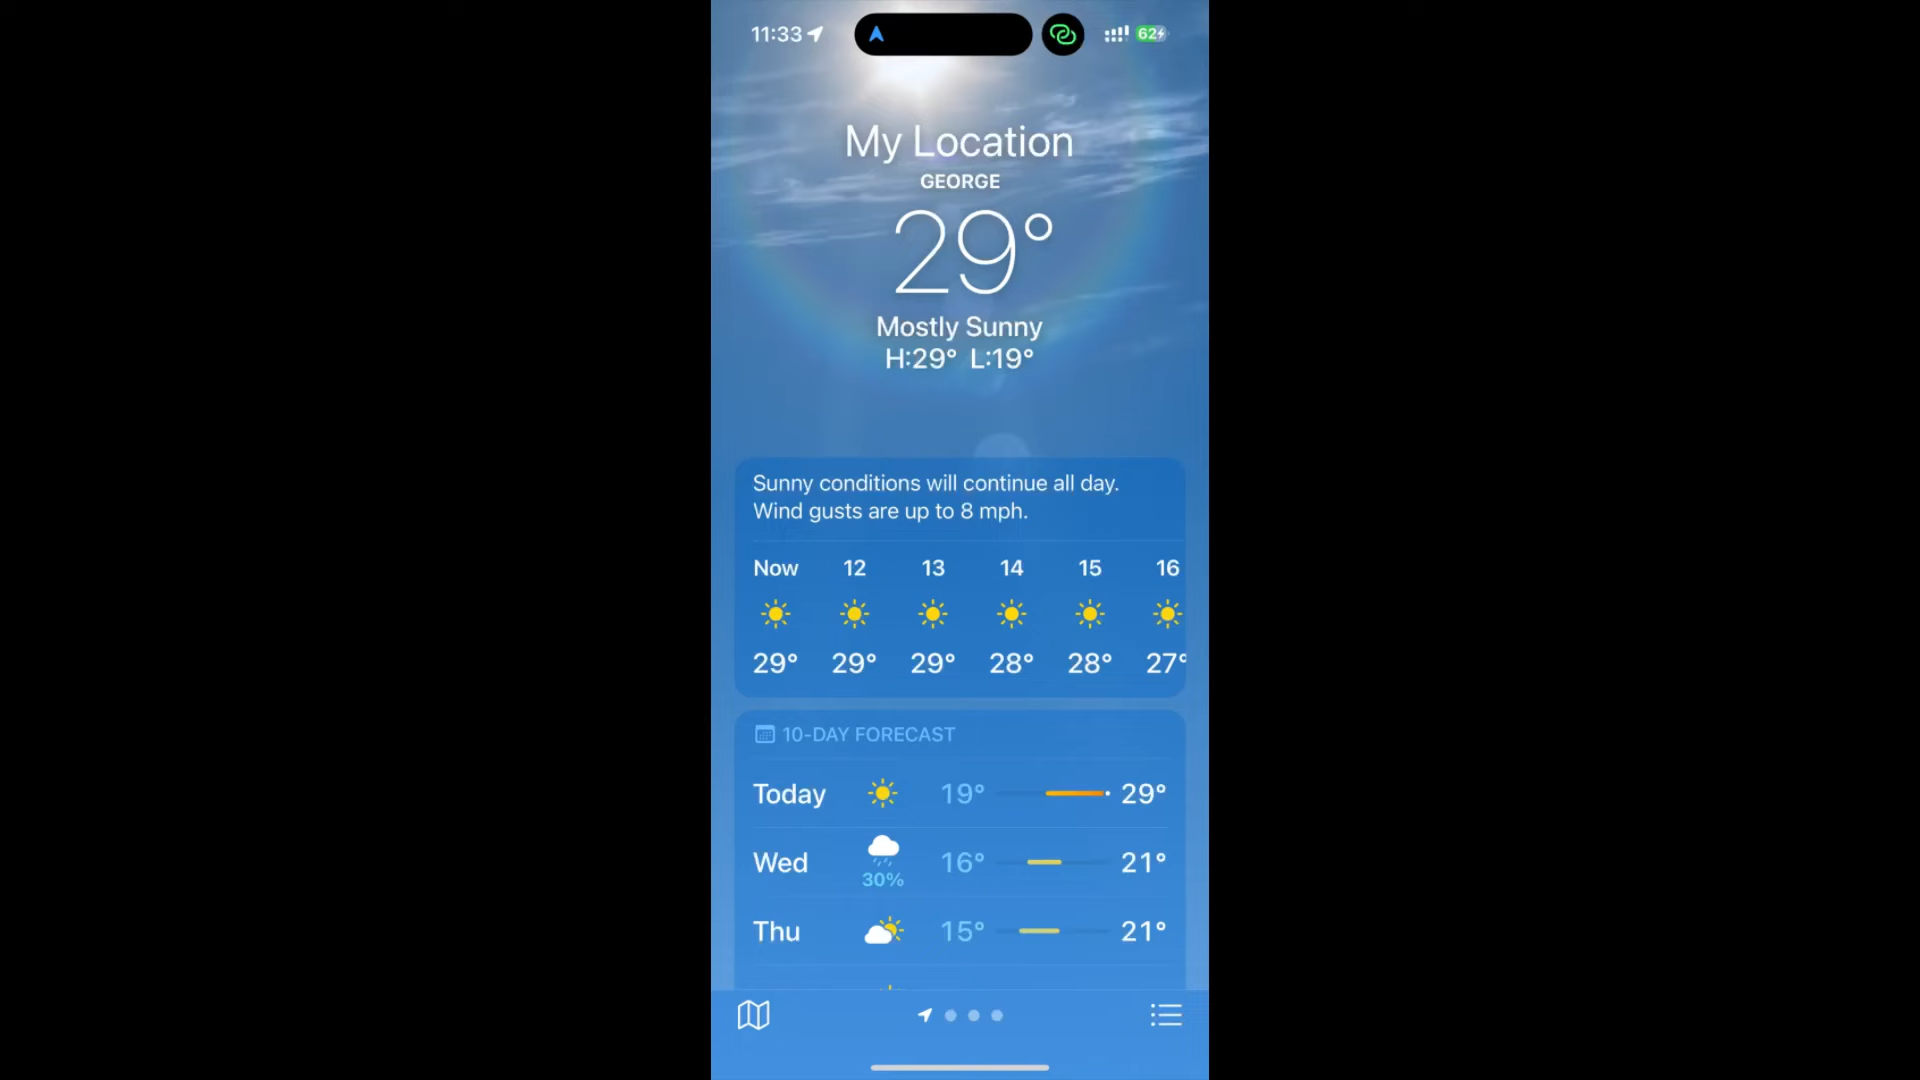 11:33 62
My Location
GEORGE
29°
Mostly Sunny
H:29° L:19°
Sunny conditions will continue all day.
Wind gusts are up to 8 mph.
Now 12 13 14 15 16
29° 29° 29° 28° 28° 27°
10-DAY FORECAST
Today 19° 29°
Wed 30% 16° 21°
Thu 15° 21°